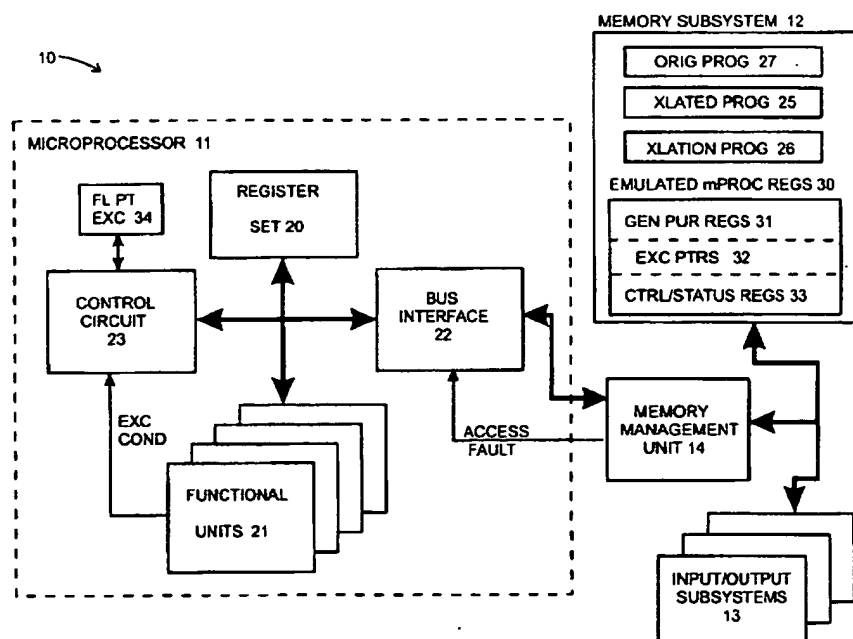 MEMORY SUBSYSTEM 12
10
ORIG PROG 27
XLATED PROG 25
XLATION PROG 26
EMULATED mPROC REGS 30
GEN PUR REGS 31
EXC PTRS 32
CTRL/STATUS REGS 33
MICROPROCESSOR 11
FL PT
EXC 34
REGISTER
SET 20
CONTROL
CIRCUIT
23
BUS
INTERFACE
22
EXC
COND
ACCESS
FAULT
MEMORY
MANAGEMENT
UNIT 14
FUNCTIONAL
UNITS 21
INPUT/OUTPUT
SUBSYSTEMS
13